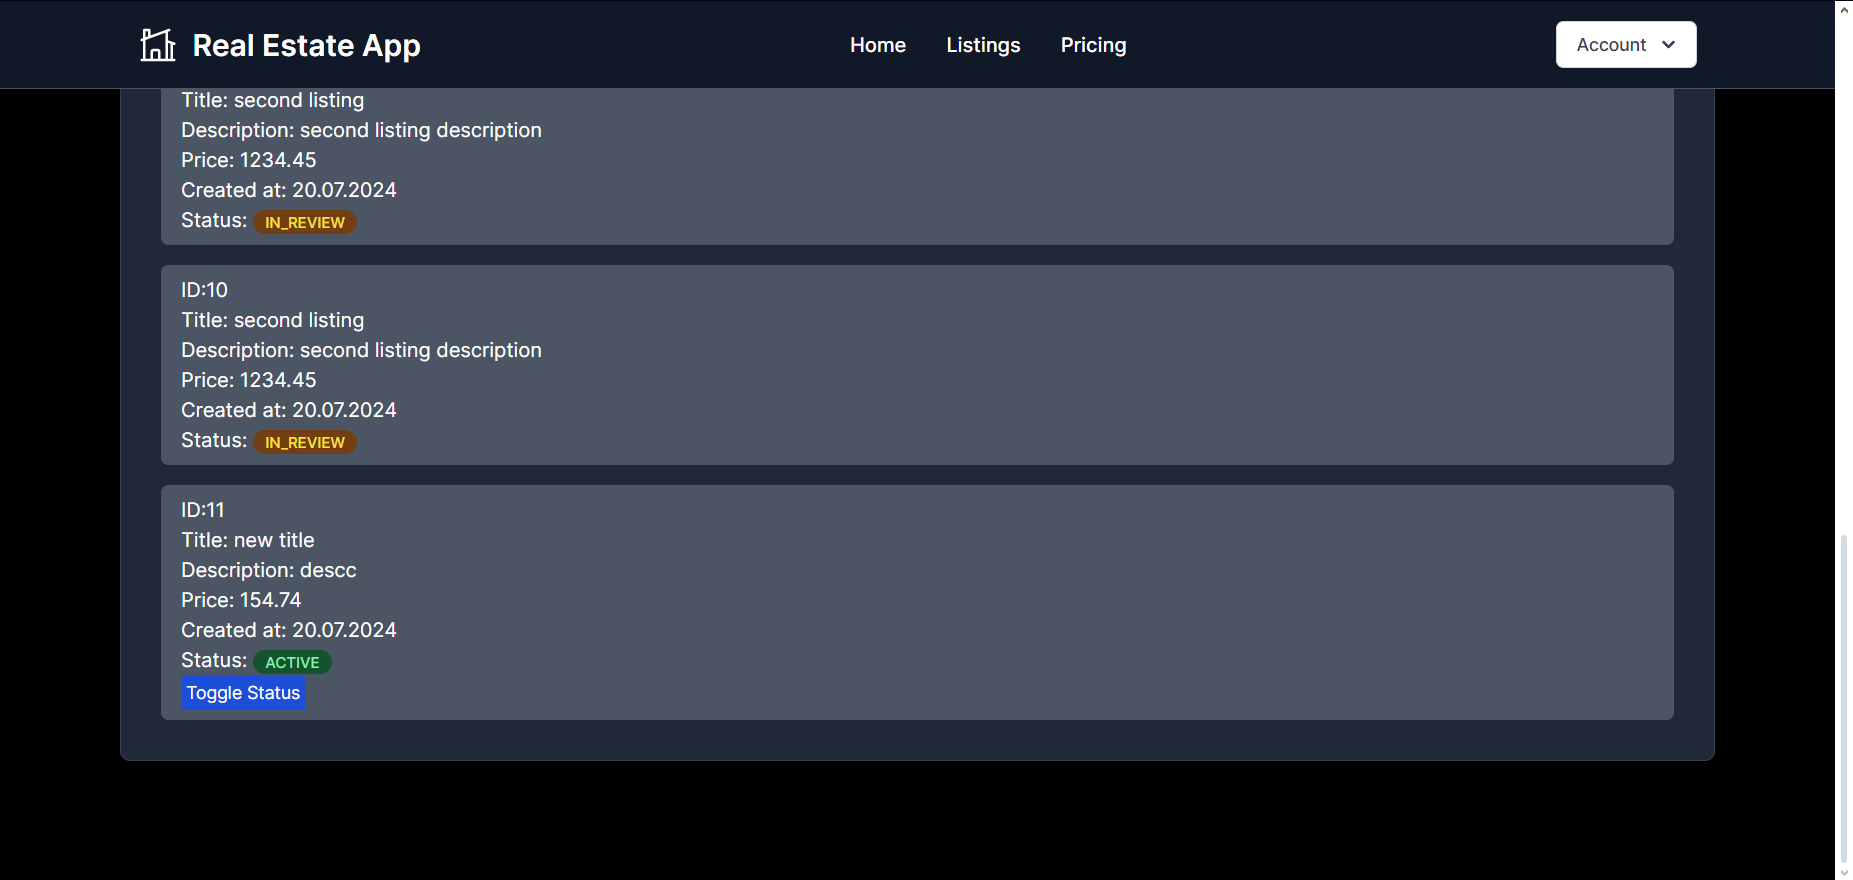 Real Estate App
Home Listings Pricing
Account
Title: second listing
Description: second listing description
Price: 1234.45
Created at: 20.07.2024
Status: IN_REVIEW
ID:10
Title: second listing
Description: second listing description
Price: 1234.45
Created at: 20.07.2024
Status: IN_REVIEW
ID:11
Title: new title
Description: descc
Price: 154.74
Created at: 20.07.2024
Status: ACTIVE
Toggle Status